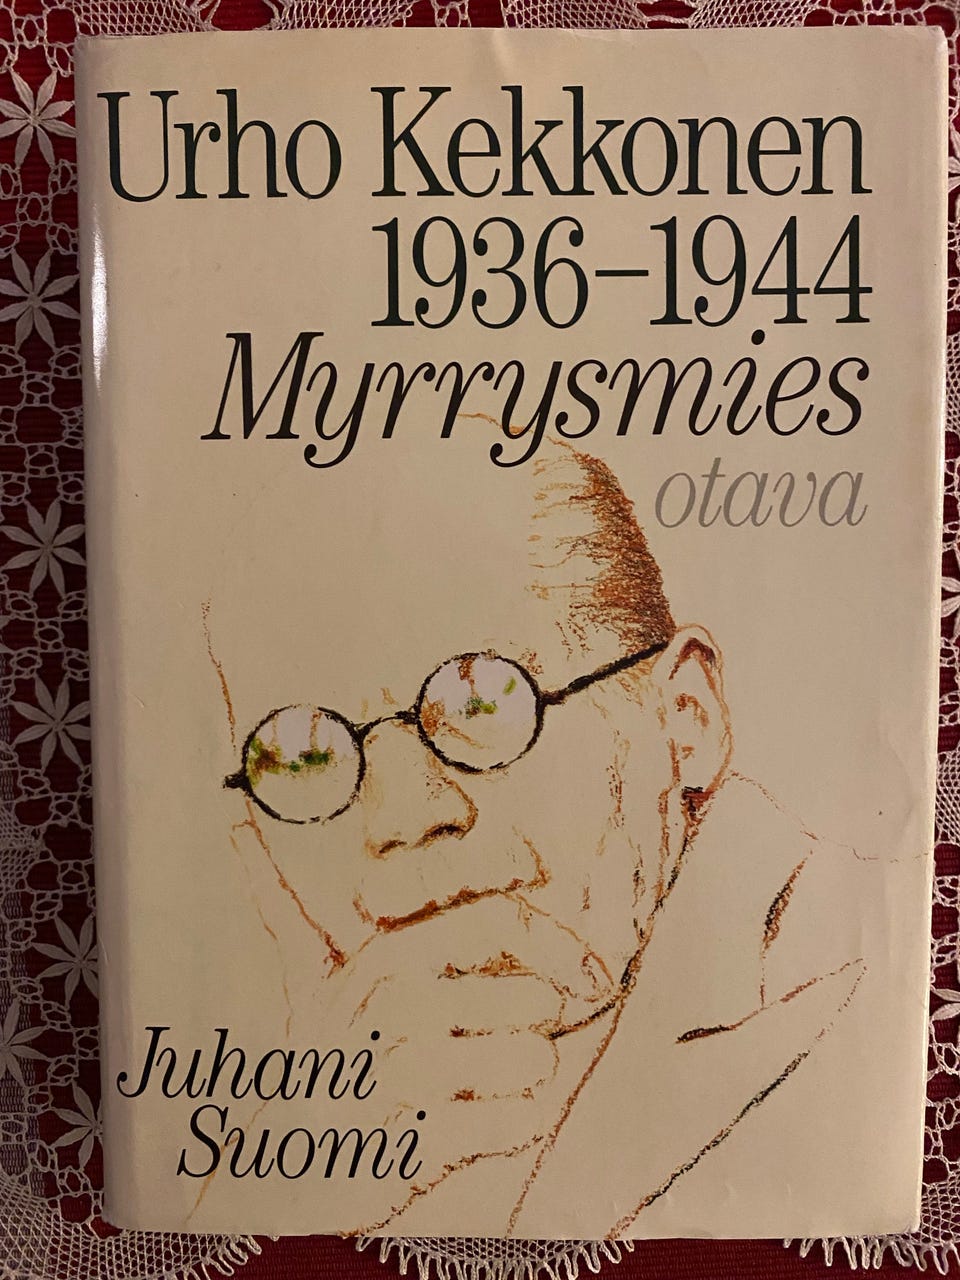 Urho Kekkonen
1936–1944
Myrrysmies
otava
Juhani
Suomi